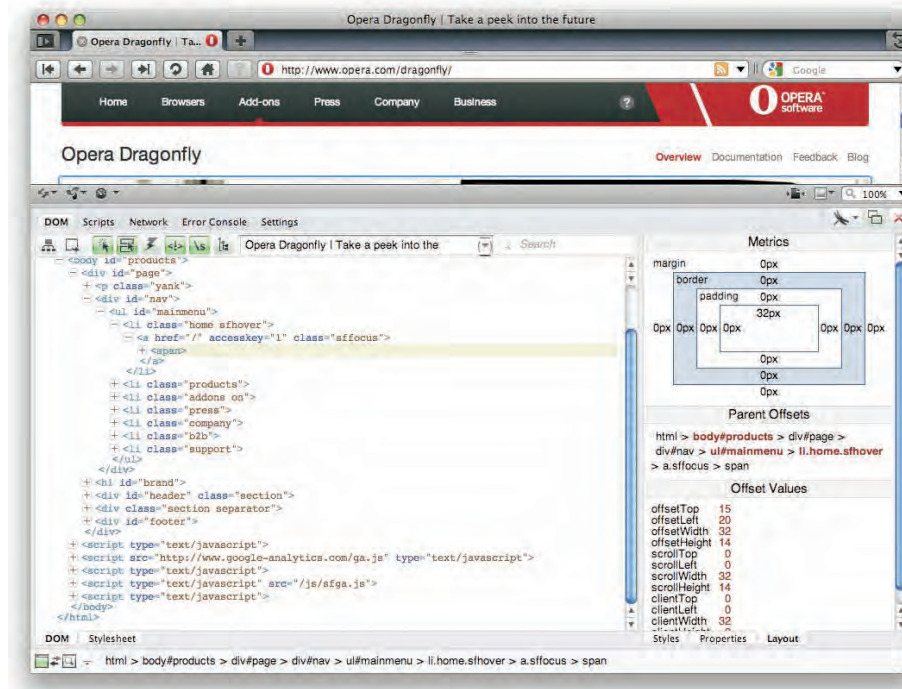 Opera Dragonfly | Take a peek into the future
Opera Dragonfly | Ta...
http://www.opera.com/dragonfly/
Google
Home Browsers Add-ons Press Company Business ?
OPERA
software
Opera Dragonfly
Overview Documentation Feedback Blog
100%
DOM Scripts Network Error Console Settings
Opera Dragonfly | Take a peek into the
Search
− <body id="products">
− <div id="page">
+ <p class="yank">
− <div id="nav">
− <ul id="mainmenu">
− <li class="home sfhover">
− <a href="/" accesskey="1" class="sffocus">
+ <span>
</a>
</li>
+ <li class="products">
+ <li class="addons on">
+ <li class="press">
+ <li class="company">
+ <li class="b2b">
+ <li class="support">
</ul>
</div>
+ <h1 id="brand">
+ <div id="header" class="section">
+ <div class="section separator">
+ <div id="footer">
</div>
+ <script type="text/javascript">
+ <script src="http://www.google-analytics.com/ga.js" type="text/javascript">
+ <script type="text/javascript">
+ <script type="text/javascript" src="/js/sfga.js">
+ <script type="text/javascript">
</body>
</html>
DOM Stylesheet
html > body#products > div#page > div#nav > ul#mainmenu > li.home.sfhover > a.sffocus > span
Metrics
margin 0px
border 0px
padding 0px
32px
0px 0px 0px 0px 0px 0px 0px
0px
0px
0px
Parent Offsets
html > body#products > div#page >
div#nav > ul#mainmenu > li.home.sfhover
> a.sffocus > span
Offset Values
offsetTop 15
offsetLeft 20
offsetWidth 32
offsetHeight 14
scrollTop 0
scrollLeft 0
scrollWidth 32
scrollHeight 14
clientTop 0
clientLeft 0
clientWidth 32
Styles Properties Layout